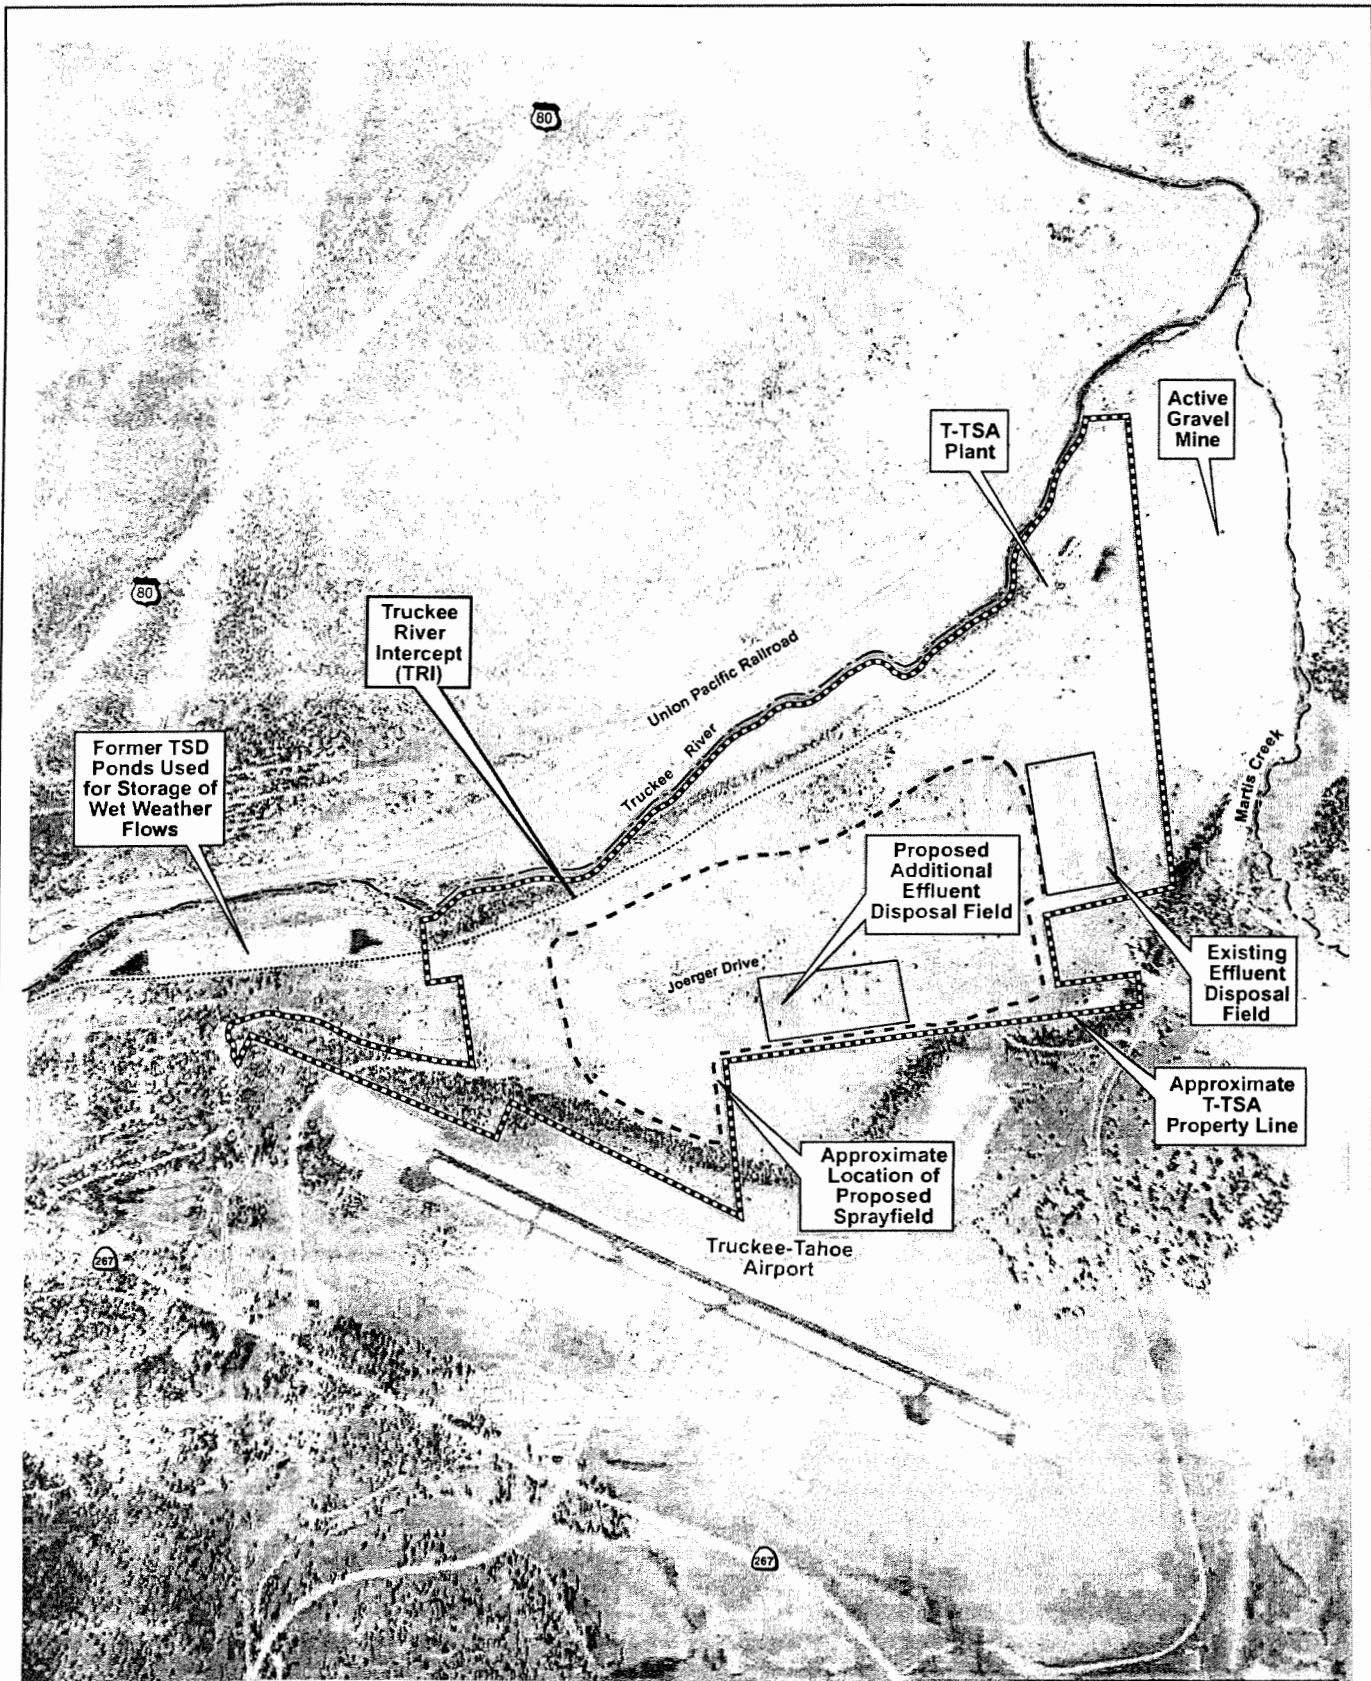 80
Active
Gravel
Mine
T-TSA
Plant
80
Truckee
River
Intercept
(TRI)
Union Pacific Railroad
Truckee River
Former TSD
Ponds Used
for Storage of
Wet Weather
Flows
Martis Creek
Proposed
Additional
Effluent
Disposal Field
Joerger Drive
Existing
Effluent
Disposal
Field
Approximate
T-TSA
Property Line
Approximate
Location of
Proposed
Sprayfield
Truckee-Tahoe
Airport
267
267